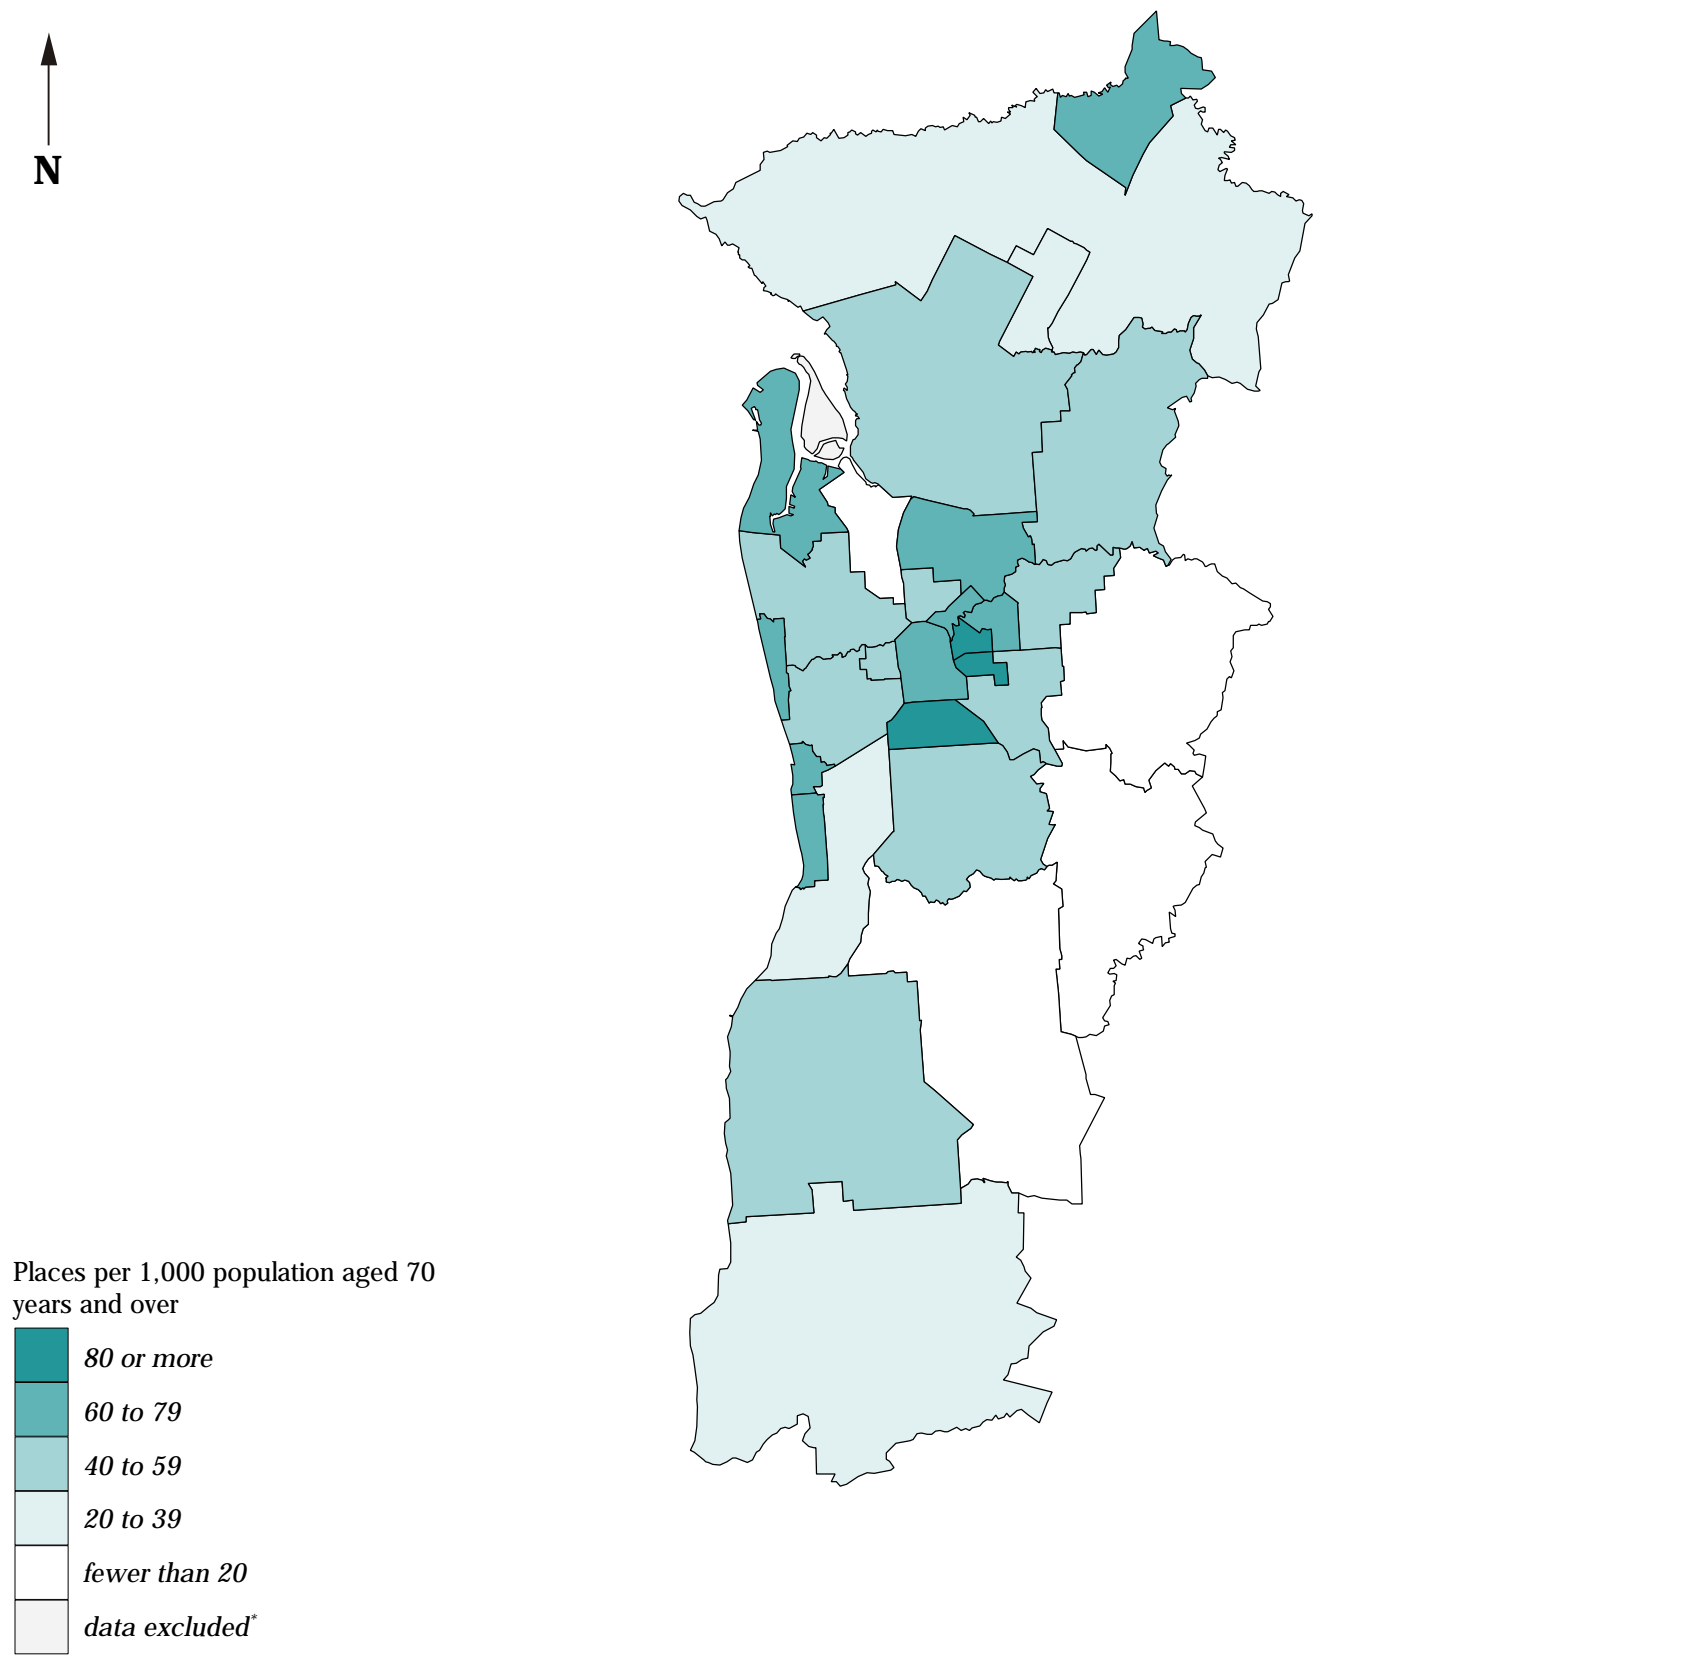 N
Places per 1,000 population aged 70
years and over
80 or more
60 to 79
40 to 59
20 to 39
fewer than 20
data excluded*